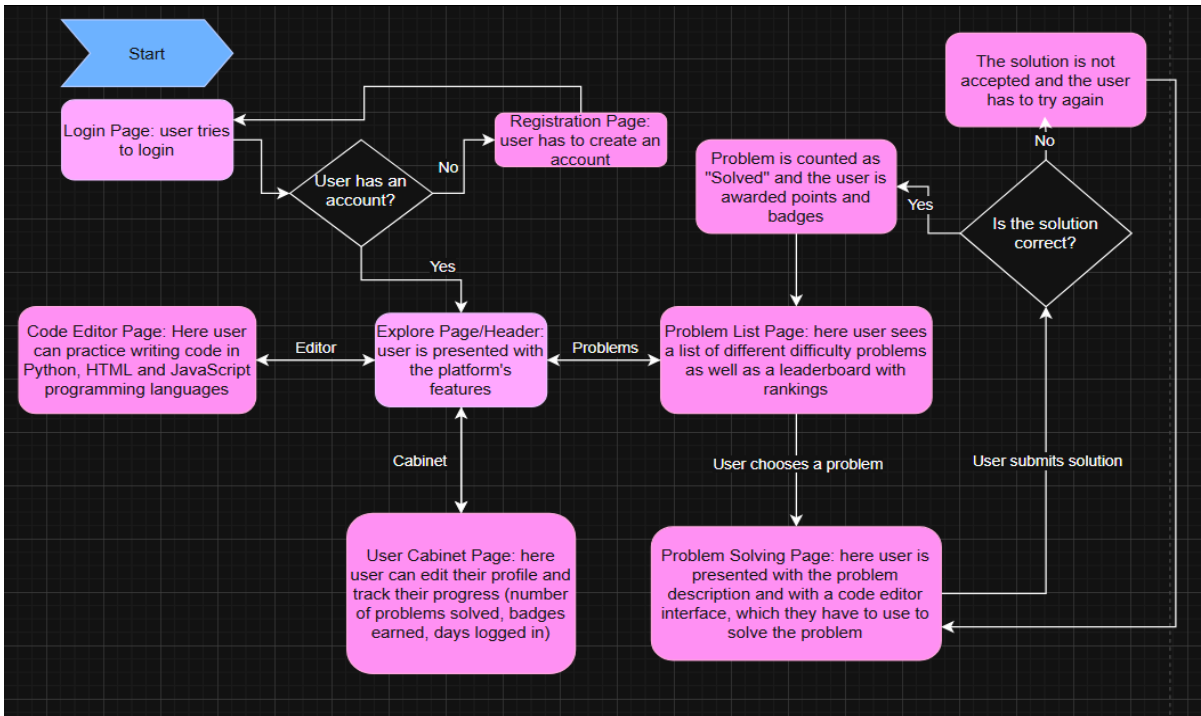 Start
Login Page: user tries
to login
User has an
account?
No
Registration Page:
user has to create an
account
Yes
The solution is not
accepted and the user
has to try again
No
Problem is counted as
"Solved" and the user is
awarded points and
badges
Yes
Is the solution
correct?
Code Editor Page: Here user
can practice writing code in
Python, HTML and JavaScript
programming languages
Editor
Explore Page/Header:
user is presented with
the platform's
features
Problems
Problem List Page: here user sees
a list of different difficulty problems
as well as a leaderboard with
rankings
Cabinet
User chooses a problem
User submits solution
User Cabinet Page: here
user can edit their profile and
track their progress (number
of problems solved, badges
earned, days logged in)
Problem Solving Page: here user is
presented with the problem
description and with a code editor
interface, which they have to use to
solve the problem